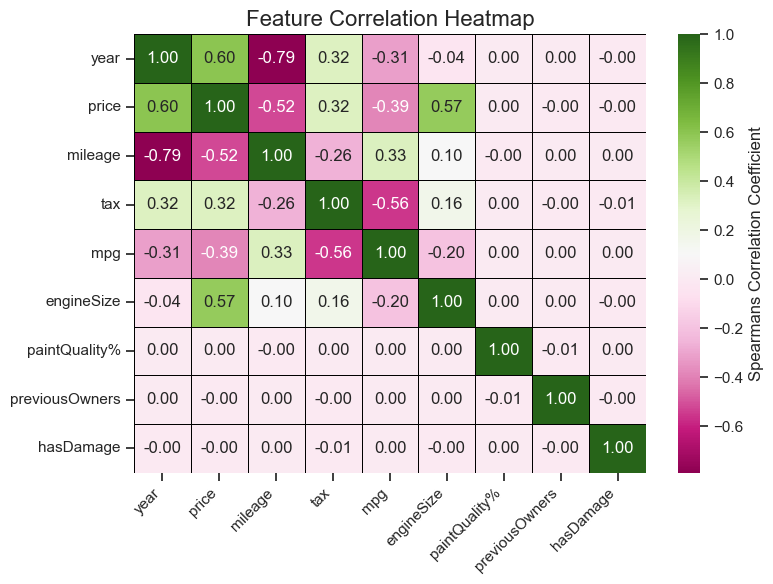 Feature Correlation Heatmap
year 1.00 0.60 -0.79 0.32 -0.31 -0.04 0.00 0.00 -0.00
price 0.60 1.00 -0.52 0.32 -0.39 0.57 0.00 -0.00 -0.00
mileage -0.79 -0.52 1.00 -0.26 0.33 0.10 -0.00 0.00 0.00
tax 0.32 0.32 -0.26 1.00 -0.56 0.16 0.00 -0.00 -0.01
mpg -0.31 -0.39 0.33 -0.56 1.00 -0.20 0.00 0.00 0.00
engineSize -0.04 0.57 0.10 0.16 -0.20 1.00 0.00 0.00 -0.00
paintQuality% 0.00 0.00 -0.00 0.00 0.00 0.00 1.00 -0.01 0.00
previousOwners 0.00 -0.00 0.00 -0.00 0.00 0.00 -0.01 1.00 -0.00
hasDamage -0.00 -0.00 0.00 -0.01 0.00 -0.00 0.00 -0.00 1.00
year price mileage tax mpg engineSize paintQuality% previousOwners hasDamage
1.0
0.8
0.6
0.4
0.2
0.0
−0.2
−0.4
−0.6
Spearmans Correlation Coefficient